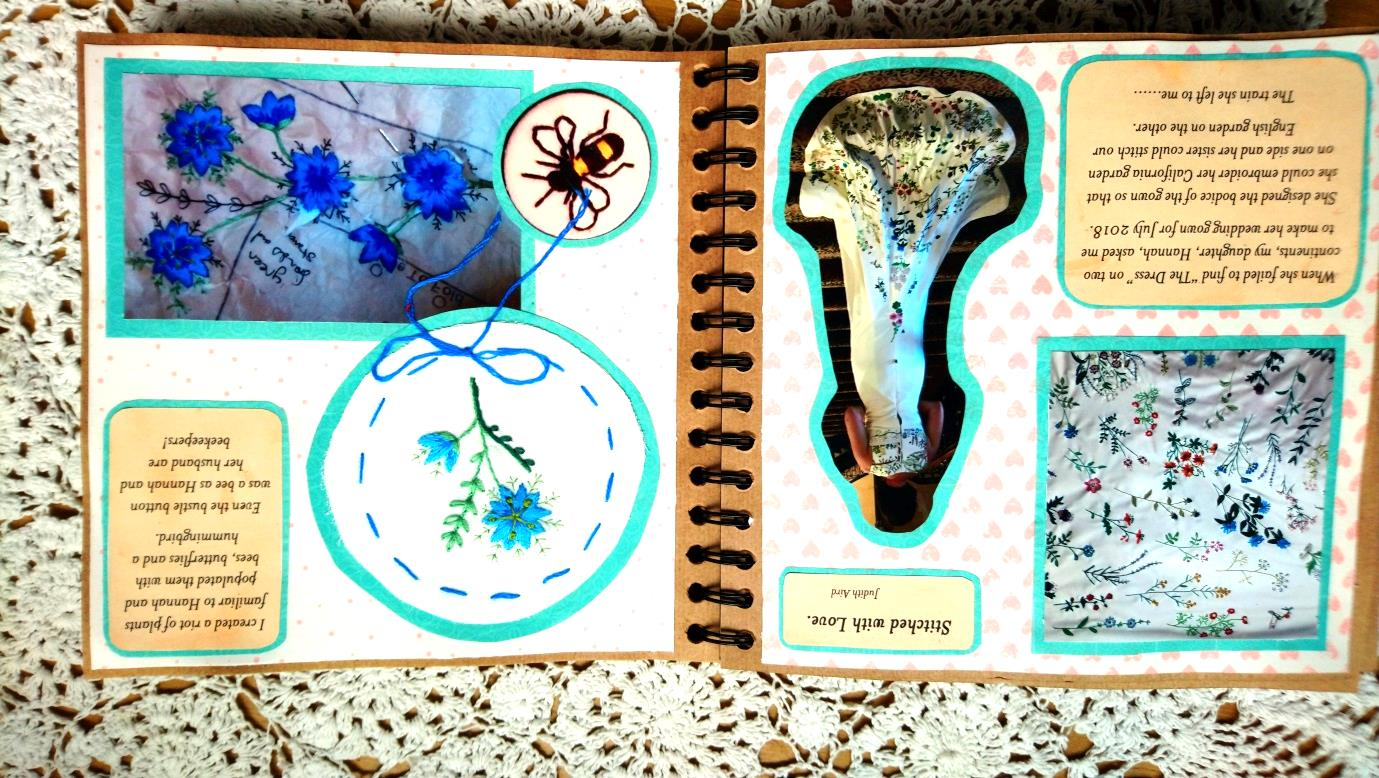 Stitched with Love.
Judith Aird
When she failed to find “The Dress” on two
continents, my daughter, Hannah, asked me
to make her wedding gown for July 2018.
She designed the bodice of the gown so that
she could embroider her California garden
on one side and her sister could stitch our
English garden on the other.
The train she left to me......
I created a riot of plants
familiar to Hannah and
populated them with
bees, butterflies and a
hummingbird.
Even the bustle button
was a bee as Hannah and
her husband are
beekeepers!
green